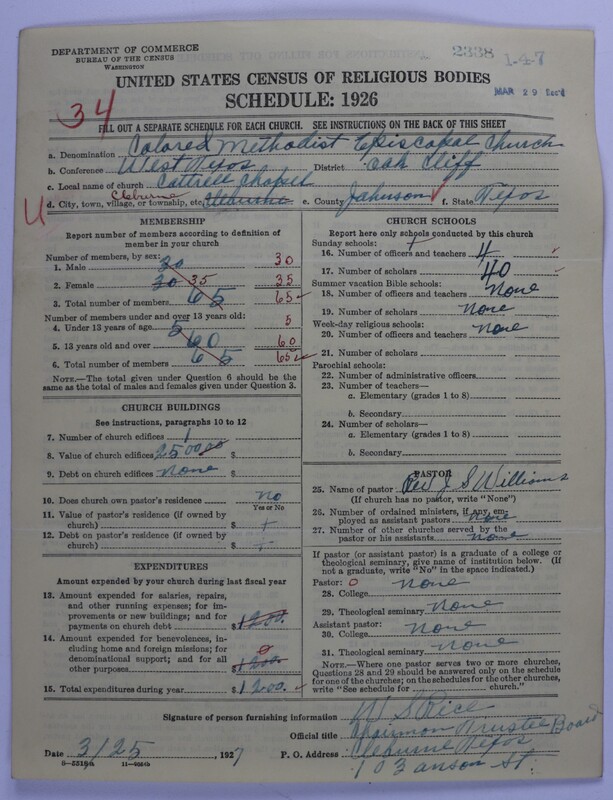 DEPARTMENT OF COMMERCE
BUREAU OF THE CENSUS
WASHINGTON
2338 1-4-7
MAR 29
UNITED STATES CENSUS OF RELIGIOUS BODIES
SCHEDULE: 1926
34
FILL OUT A SEPARATE SCHEDULE FOR EACH CHURCH. SEE INSTRUCTIONS ON THE BACK OF THIS SHEET
a. Denomination Colored Methodist Episcopal Church
b. Conference West Texas District Oak Cliff
c. Local name of church Cottrell Chapel
U d. City, town, village, or township, etc. Cleburne e. County Johnson f. State Texas
MEMBERSHIP
Report number of members according to definition of member in your church
Number of members, by sex:
1. Male 30 30
2. Female 30 35 35
3. Total number of members 65 65
Number of members under and over 13 years old:
4. Under 13 years of age 5 5
5. 13 years old and over 60 60
6. Total number of members 65 65
NOTE.—The total given under Question 6 should be the
same as the total of males and females given under Question 3.
CHURCH BUILDINGS
See instructions, paragraphs 10 to 12
7. Number of church edifices 1
8. Value of church edifices 2500 00 $
9. Debt on church edifices none $
10. Does church own pastor's residence no
Yes or No
11. Value of pastor's residence (if owned by
church) $ +
12. Debt on pastor's residence (if owned by
church) $ +
EXPENDITURES
Amount expended by your church during last fiscal year
13. Amount expended for salaries, repairs,
and other running expenses; for im-
provements or new buildings; and for
payments on church debt $1200.
14. Amount expended for benevolences, in-
cluding home and foreign missions; for
denominational support; and for all
other purposes 0 $1200.
15. Total expenditures during year $1200.
CHURCH SCHOOLS
Report here only schools conducted by this church
Sunday schools:
16. Number of officers and teachers 4
17. Number of scholars 40
Summer vacation Bible schools:
18. Number of officers and teachers None
19. Number of scholars none
Week-day religious schools:
20. Number of officers and teachers none
21. Number of scholars
Parochial schools:
22. Number of administrative officers
23. Number of teachers—
a. Elementary (grades 1 to 8)
b. Secondary
24. Number of scholars—
a. Elementary (grades 1 to 8)
b. Secondary
PASTOR
25. Name of pastor Rev J S Williams
(If church has no pastor, write "None")
26. Number of ordained ministers, if any, em-
ployed as assistant pastors none
27. Number of other churches served by the
pastor or his assistants none
If pastor (or assistant pastor) is a graduate of a college or
theological seminary, give name of institution below. (If
not a graduate, write "No" in the space indicated.)
Pastor: O
28. College none
29. Theological seminary none
Assistant pastor:
30. College none
31. Theological seminary none
NOTE.—Where one pastor serves two or more churches,
Questions 28 and 29 should be answered only on the schedule
for one of the churches; on the schedules for the other churches,
write "See schedule for church."
Signature of person furnishing information W S Rice
Official title Chairman Trustee Board
Date 3/25, 1927 P. O. Address Cleburne Texas
103 anson St.